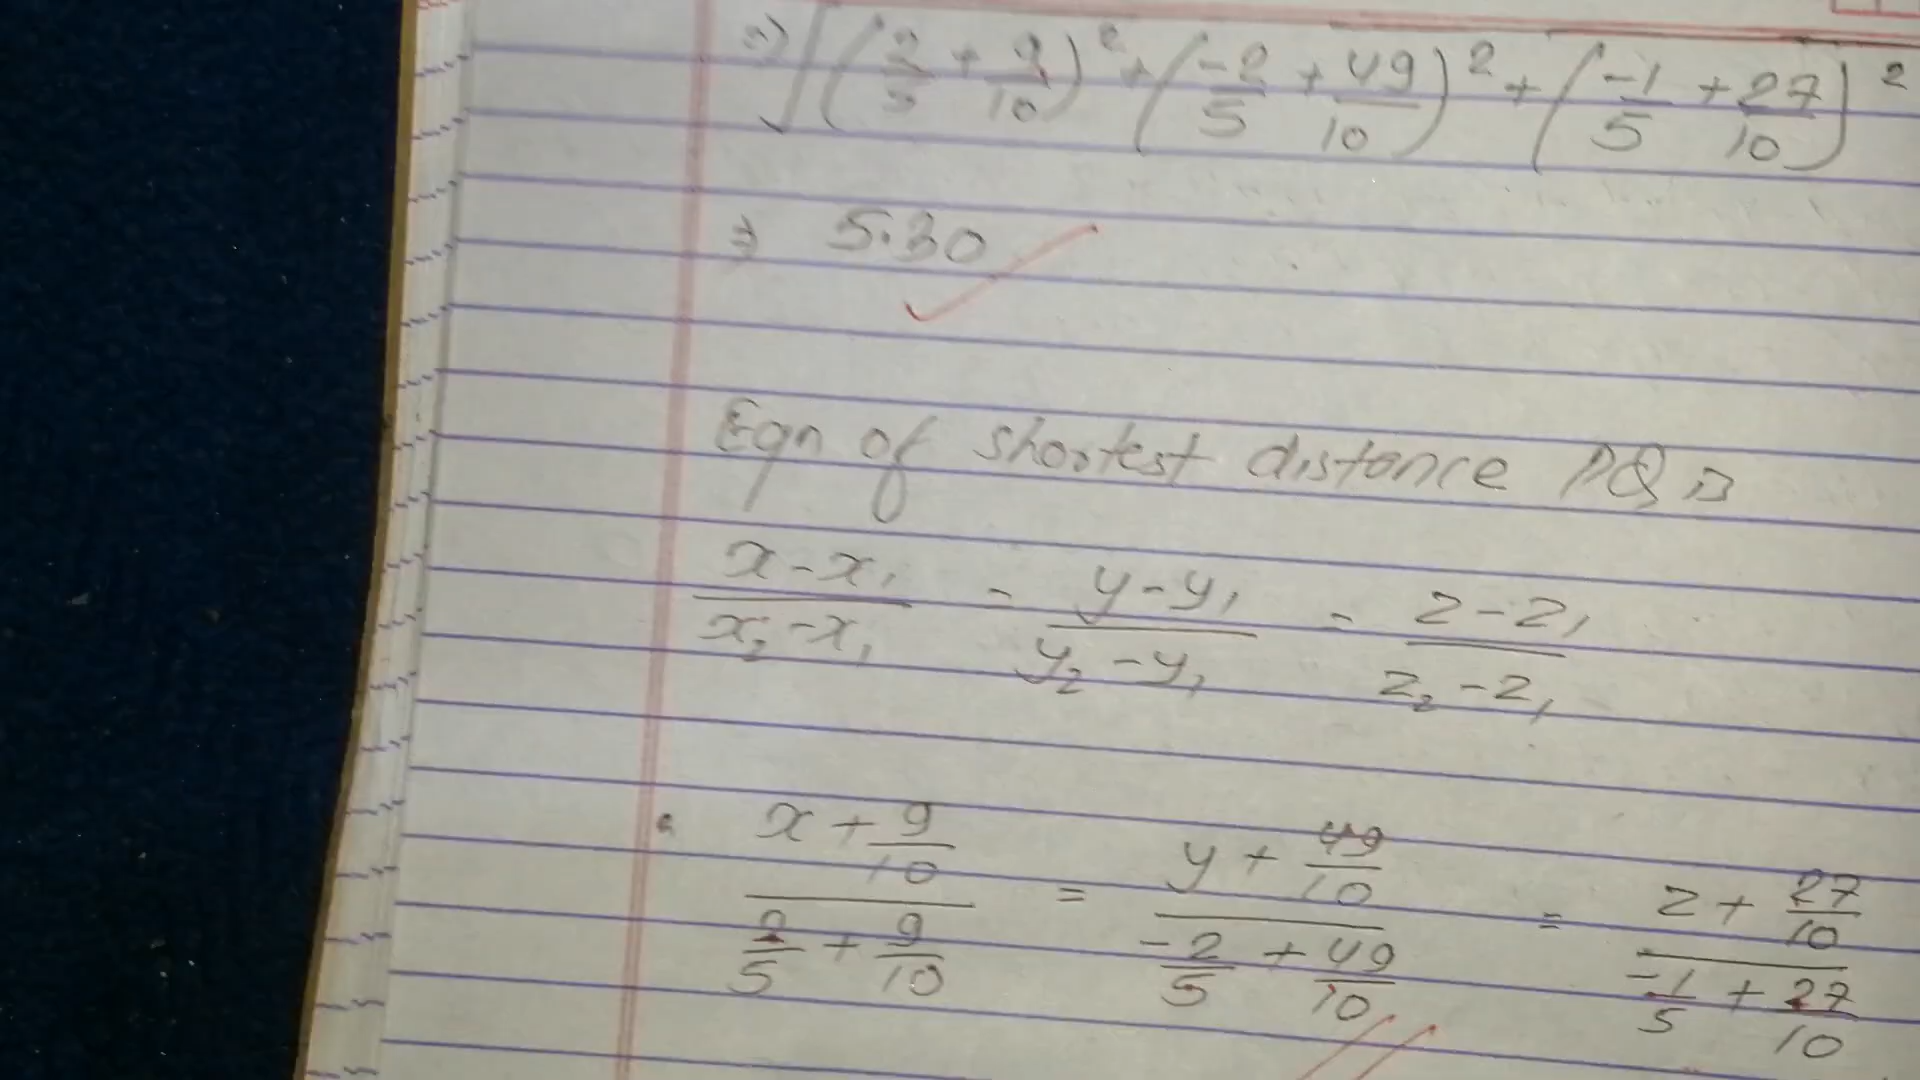 ⇒ √(2/5 + 9/10)² + (-2/5 + 49/10)² + (-1/5 + 27/10)²
⇒ 5.30
Eqn of shortest distance PQ is
x-x₁/x₂-x₁ = y-y₁/y₂-y₁ = z-z₁/z₂-z₁
x + 9/10 / 2/5 + 9/10 = y + 49/10 / -2/5 + 49/10 = z + 27/10 / -1/5 + 27/10